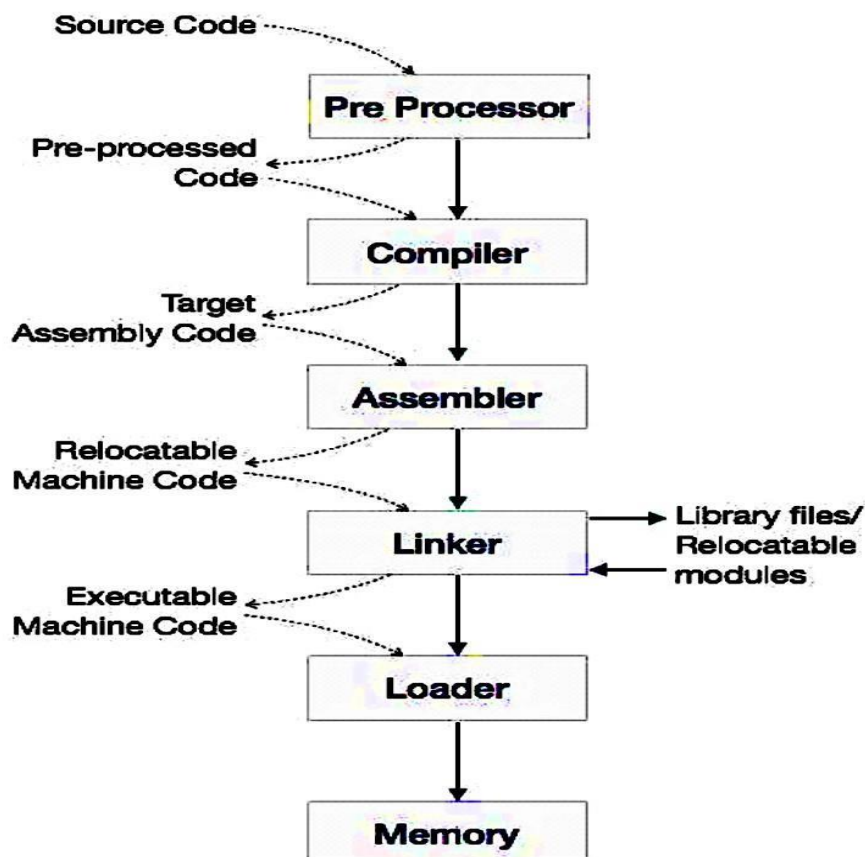 Source Code
Pre Processor
Pre-processed
Code
Compiler
Target
Assembly Code
Assembler
Relocatable
Machine Code
Linker
Library files/
Relocatable
modules
Executable
Machine Code
Loader
Memory